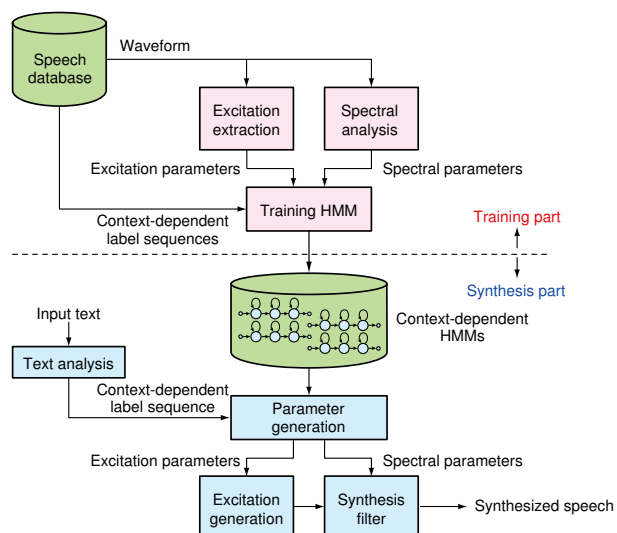 Waveform
Speech
database
Excitation
extraction
Spectral
analysis
Excitation parameters
Spectral parameters
Training HMM
Context-dependent
label sequences
Training part
Synthesis part
Context-dependent
HMMs
Input text
Text analysis
Context-dependent
label sequence
Parameter
generation
Excitation parameters
Spectral parameters
Excitation
generation
Synthesis
filter
Synthesized speech